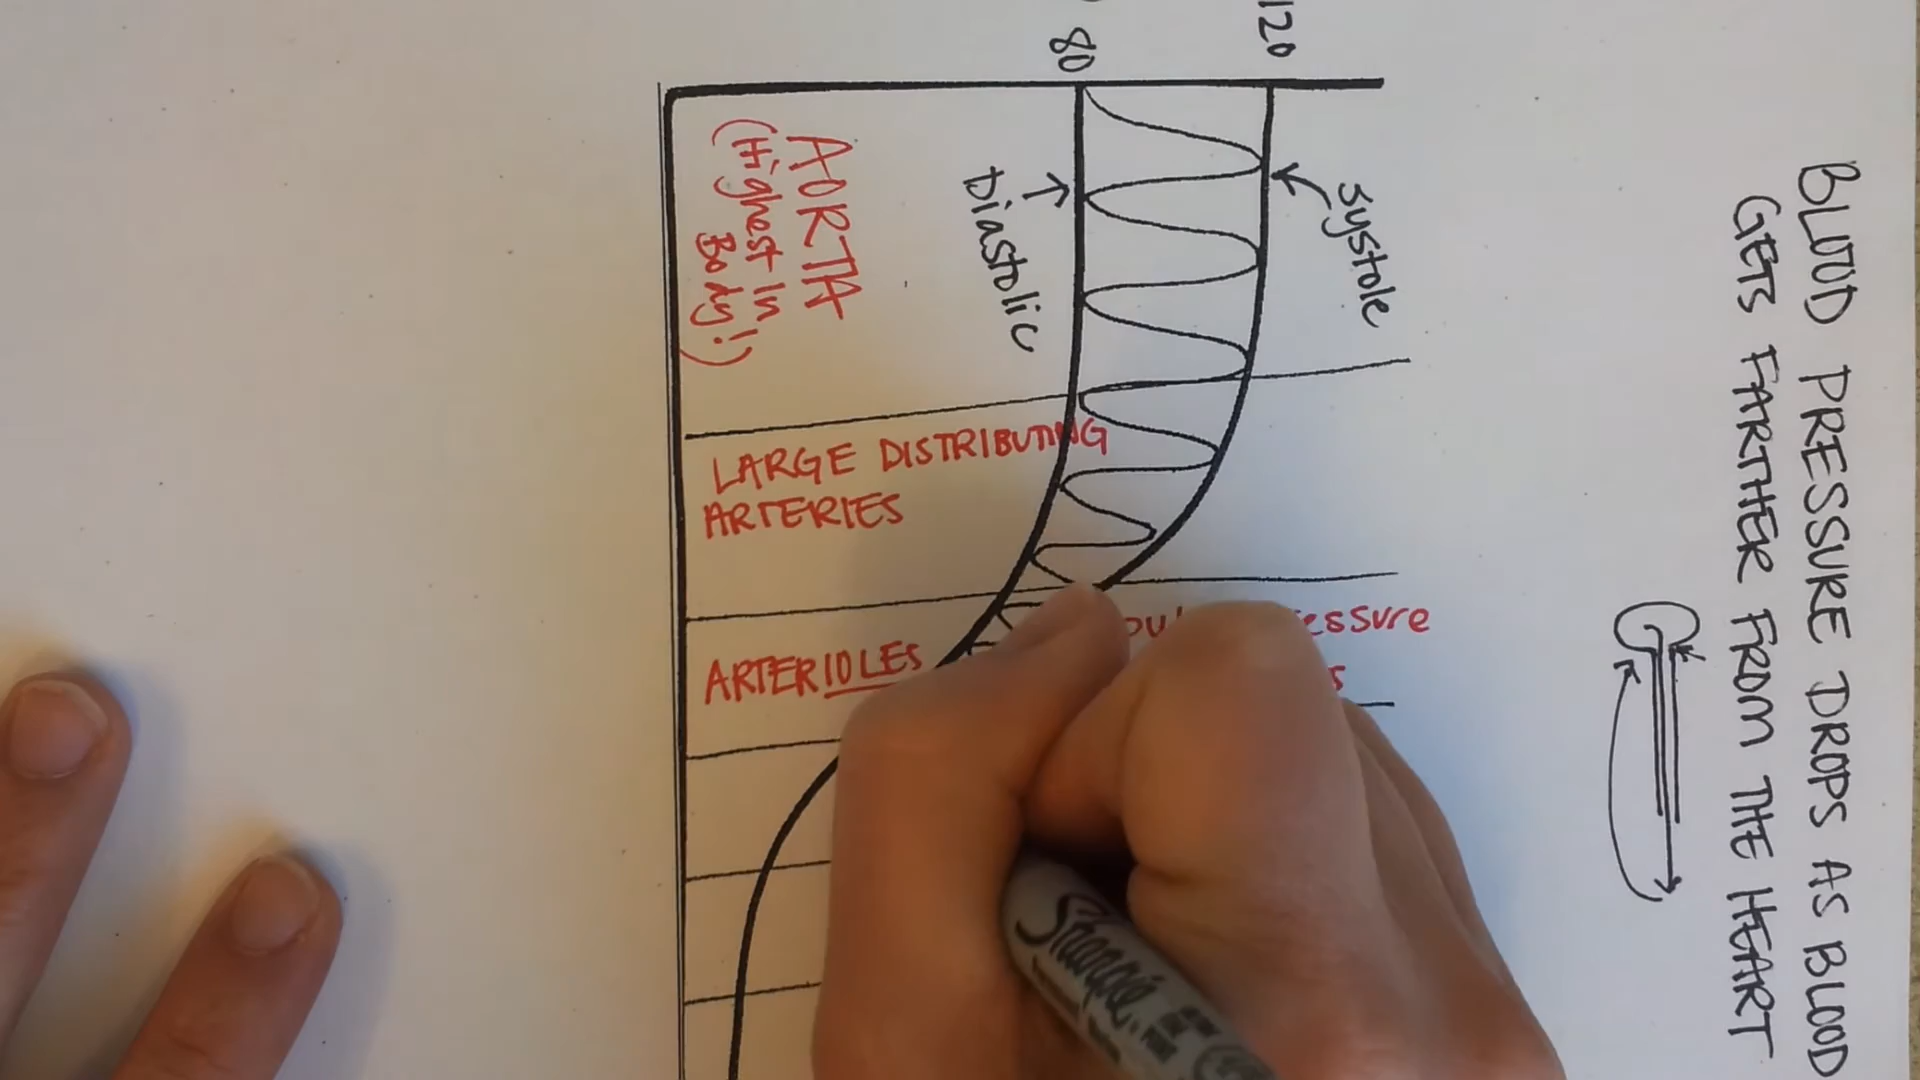 BLOOD PRESSURE DROPS AS BLOOD
GETS FARTHER FROM THE HEART
120
80
systole
Diastolic
AORTA
(Highest In
Body!)
LARGE DISTRIBUTING
ARTERIES
ARTERIOLES
Sharpie